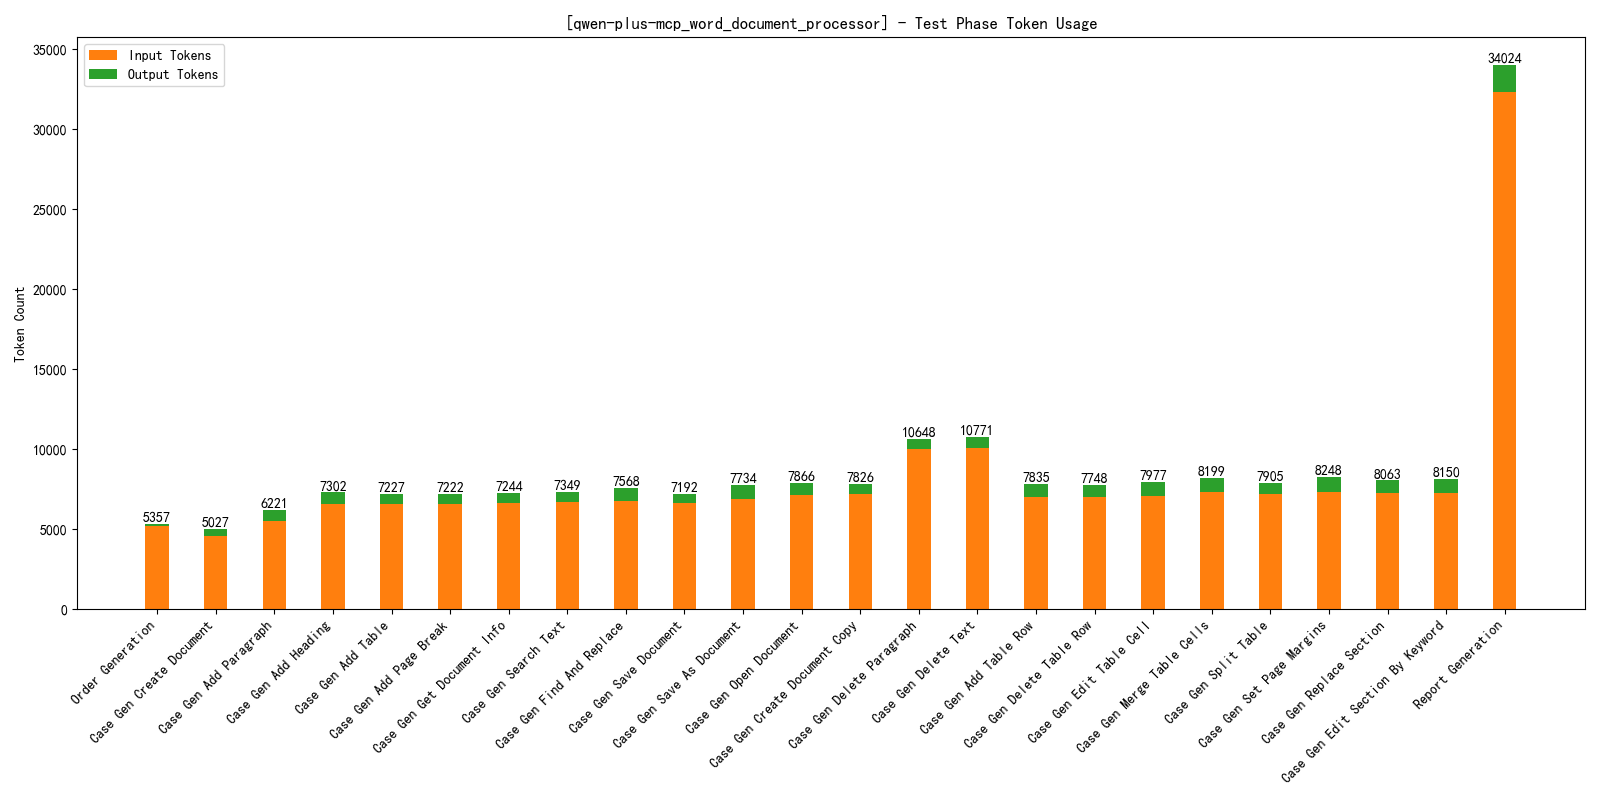 [qwen-plus-mcp_word_document_processor] - Test Phase Token Usage
Input Tokens
Output Tokens
Token Count
35000
30000
25000
20000
15000
10000
5000
0
5357
5027
6221
7302
7227
7222
7244
7349
7568
7192
7734
7866
7826
10648
10771
7835
7748
7977
8199
7905
8248
8063
8150
34024
Order Generation
Case Gen Create Document
Case Gen Add Paragraph
Case Gen Add Heading
Case Gen Add Table
Case Gen Add Page Break
Case Gen Get Document Info
Case Gen Search Text
Case Gen Find And Replace
Case Gen Save Document
Case Gen Save As Document
Case Gen Open Document
Case Gen Create Document Copy
Case Gen Delete Paragraph
Case Gen Delete Text
Case Gen Add Table Row
Case Gen Delete Table Row
Case Gen Edit Table Cell
Case Gen Merge Table Cells
Case Gen Split Table
Case Gen Set Page Margins
Case Gen Replace Section
Case Gen Edit Section By Keyword
Report Generation